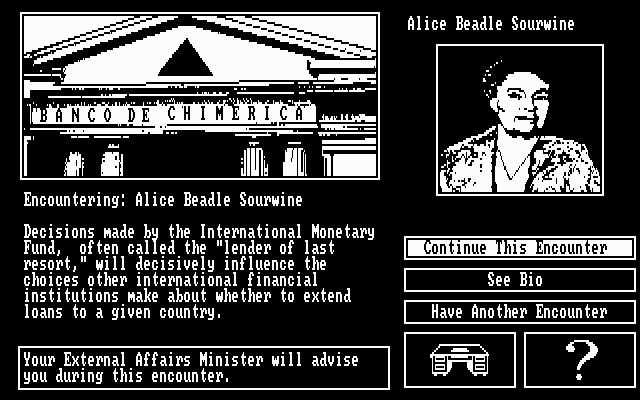 BANCO DE CHIMERICA
Encountering: Alice Beadle Sourwine
Decisions made by the International Monetary
Fund, often called the "lender of last
resort," will decisively influence the
choices other international financial
institutions make about whether to extend
loans to a given country.
Your External Affairs Minister will advise
you during this encounter.
Alice Beadle Sourwine
Continue This Encounter
See Bio
Have Another Encounter
?